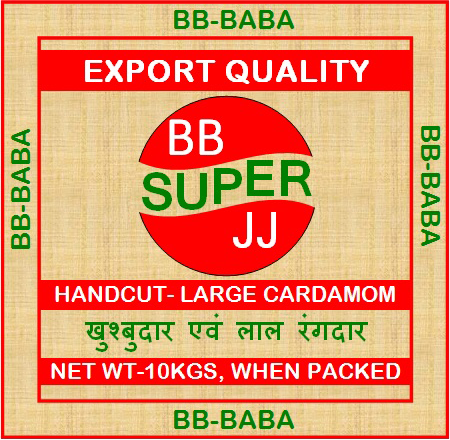 BB-BABA
EXPORT QUALITY
BB-BABA
BB
SUPER
JJ
BB-BABA
HANDCUT- LARGE CARDAMOM
खुश्बुदार एवं लाल रंगदार
NET WT-10KGS, WHEN PACKED
BB-BABA